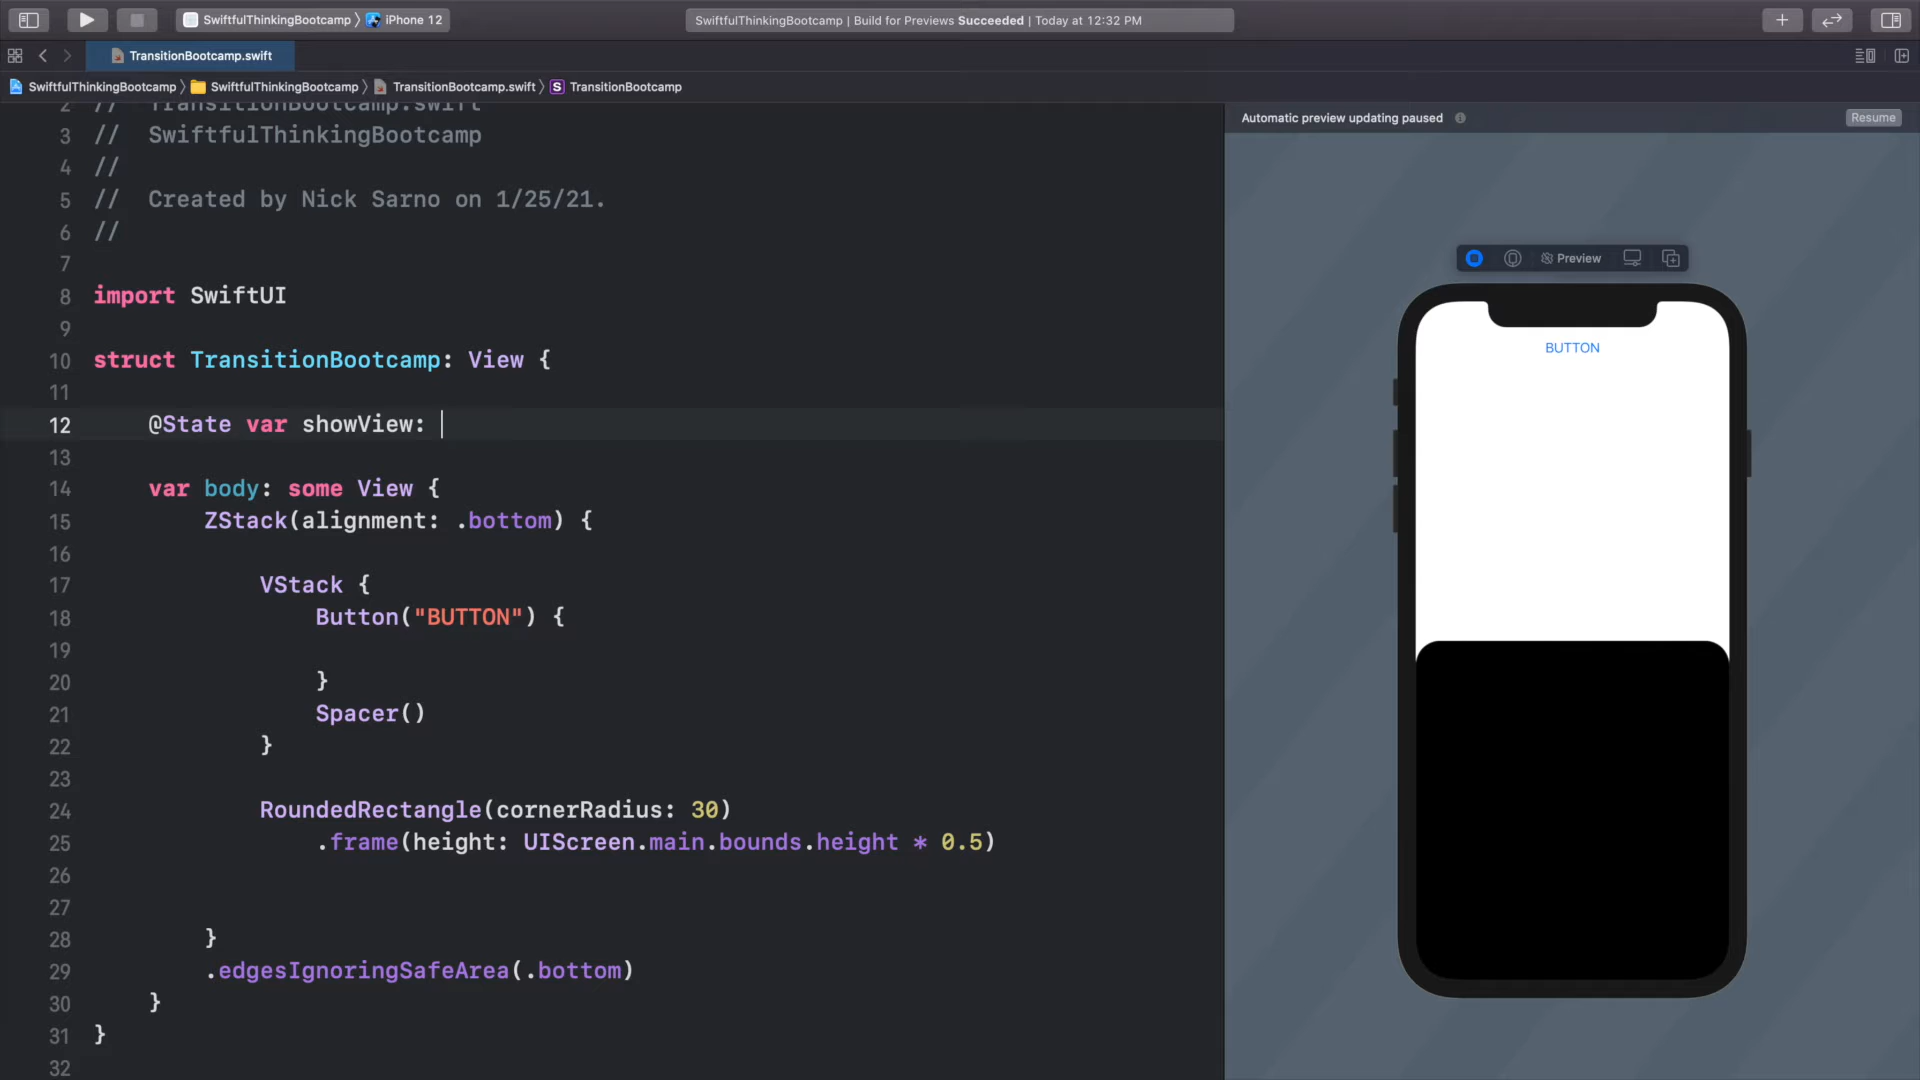 SwiftfulThinkingBootcamp 〉 iPhone 12
SwiftfulThinkingBootcamp | Build for Previews Succeeded | Today at 12:32 PM
TransitionBootcamp.swift
SwiftfulThinkingBootcamp 〉 SwiftfulThinkingBootcamp 〉 TransitionBootcamp.swift 〉 S TransitionBootcamp
2 // TransitionBootcamp.swift
3 // SwiftfulThinkingBootcamp
4 //
5 // Created by Nick Sarno on 1/25/21.
6 //
7
8 import SwiftUI
9
10 struct TransitionBootcamp: View {
11
12 @State var showView:
13
14 var body: some View {
15 ZStack(alignment: .bottom) {
16
17 VStack {
18 Button("BUTTON") {
19
20 }
21 Spacer()
22 }
23
24 RoundedRectangle(cornerRadius: 30)
25 .frame(height: UIScreen.main.bounds.height * 0.5)
26
27
28 }
29 .edgesIgnoringSafeArea(.bottom)
30 }
31 }
32
Automatic preview updating paused
Resume
Preview
BUTTON